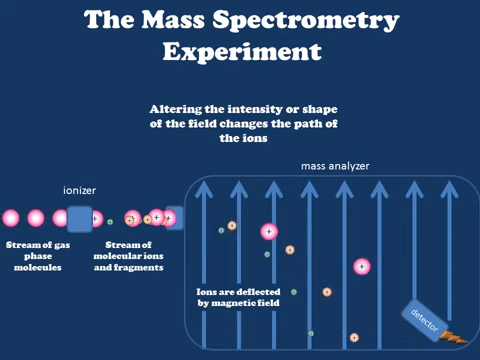 The Mass Spectrometry
Experiment
Altering the intensity or shape
of the field changes the path of
the ions
mass analyzer
ionizer
Stream of gas
phase
molecules
Stream of
molecular ions
and fragments
Ions are deflected
by magnetic field
detector